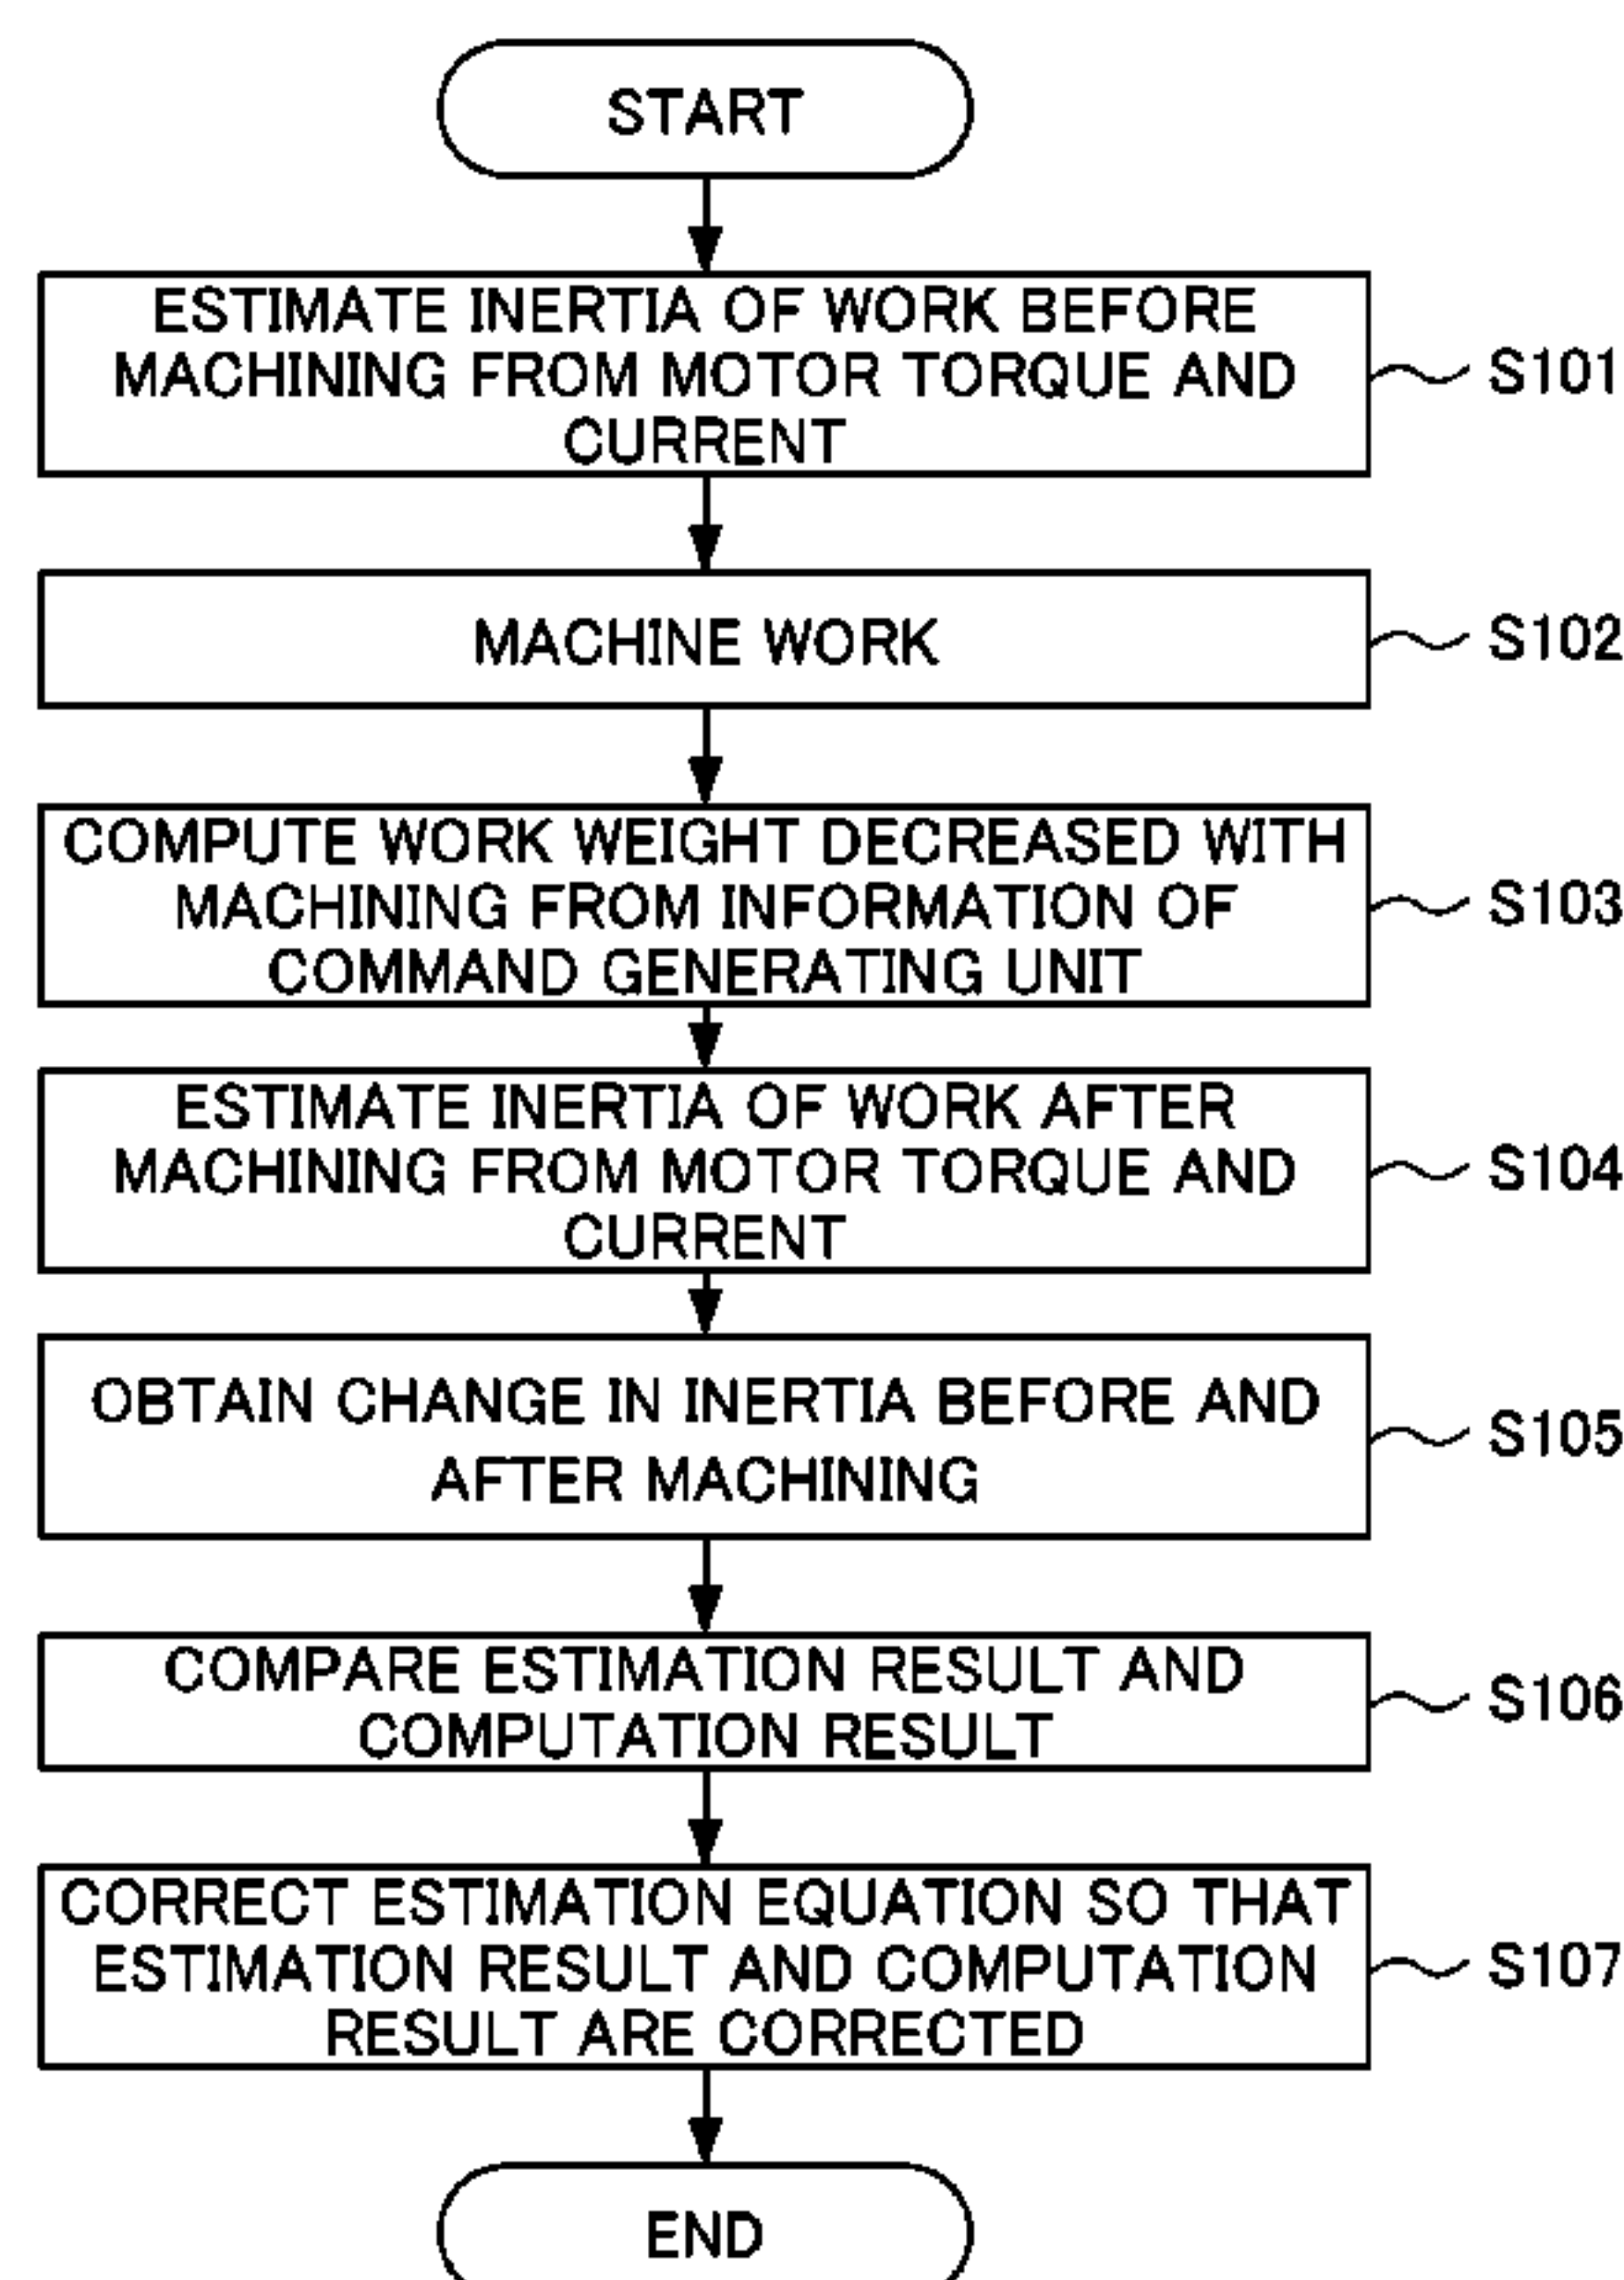 START
ESTIMATE INERTIA OF WORK BEFORE
MACHINING FROM MOTOR TORQUE AND
CURRENT
S101
MACHINE WORK
S102
COMPUTE WORK WEIGHT DECREASED WITH
MACHINING FROM INFORMATION OF
COMMAND GENERATING UNIT
S103
ESTIMATE INERTIA OF WORK AFTER
MACHINING FROM MOTOR TORQUE AND
CURRENT
S104
OBTAIN CHANGE IN INERTIA BEFORE AND
AFTER MACHINING
S105
COMPARE ESTIMATION RESULT AND
COMPUTATION RESULT
S106
CORRECT ESTIMATION EQUATION SO THAT
ESTIMATION RESULT AND COMPUTATION
RESULT ARE CORRECTED
S107
END